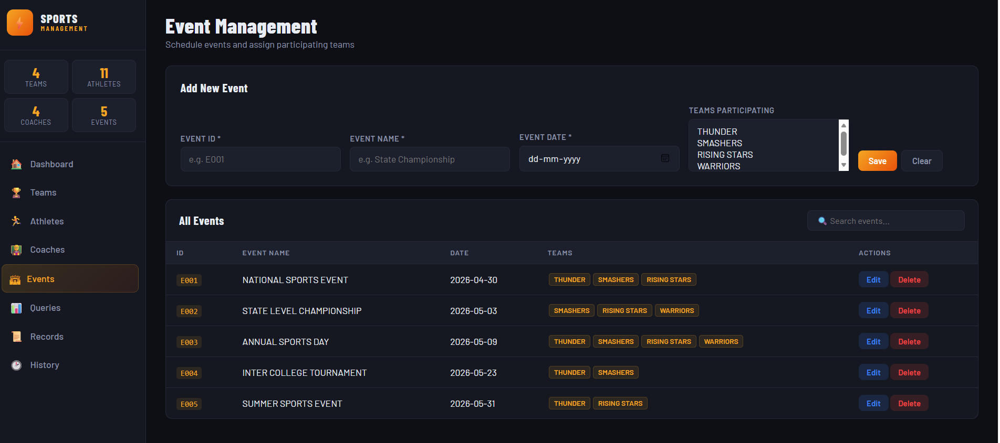 SPORTS
MANAGEMENT
4
TEAMS
11
ATHLETES
4
COACHES
5
EVENTS
Dashboard
Teams
Athletes
Coaches
Events
Queries
Records
History
Event Management
Schedule events and assign participating teams
Add New Event
EVENT ID *
e.g. E001
EVENT NAME *
e.g. State Championship
EVENT DATE *
dd-mm-yyyy
TEAMS PARTICIPATING
THUNDER
SMASHERS
RISING STARS
WARRIORS
Save
Clear
All Events
Search events...
ID EVENT NAME DATE TEAMS ACTIONS
E001 NATIONAL SPORTS EVENT 2026-04-30 THUNDER SMASHERS RISING STARS Edit Delete
E002 STATE LEVEL CHAMPIONSHIP 2026-05-03 SMASHERS RISING STARS WARRIORS Edit Delete
E003 ANNUAL SPORTS DAY 2026-05-09 THUNDER SMASHERS RISING STARS WARRIORS Edit Delete
E004 INTER COLLEGE TOURNAMENT 2026-05-23 THUNDER SMASHERS Edit Delete
E005 SUMMER SPORTS EVENT 2026-05-31 THUNDER RISING STARS Edit Delete